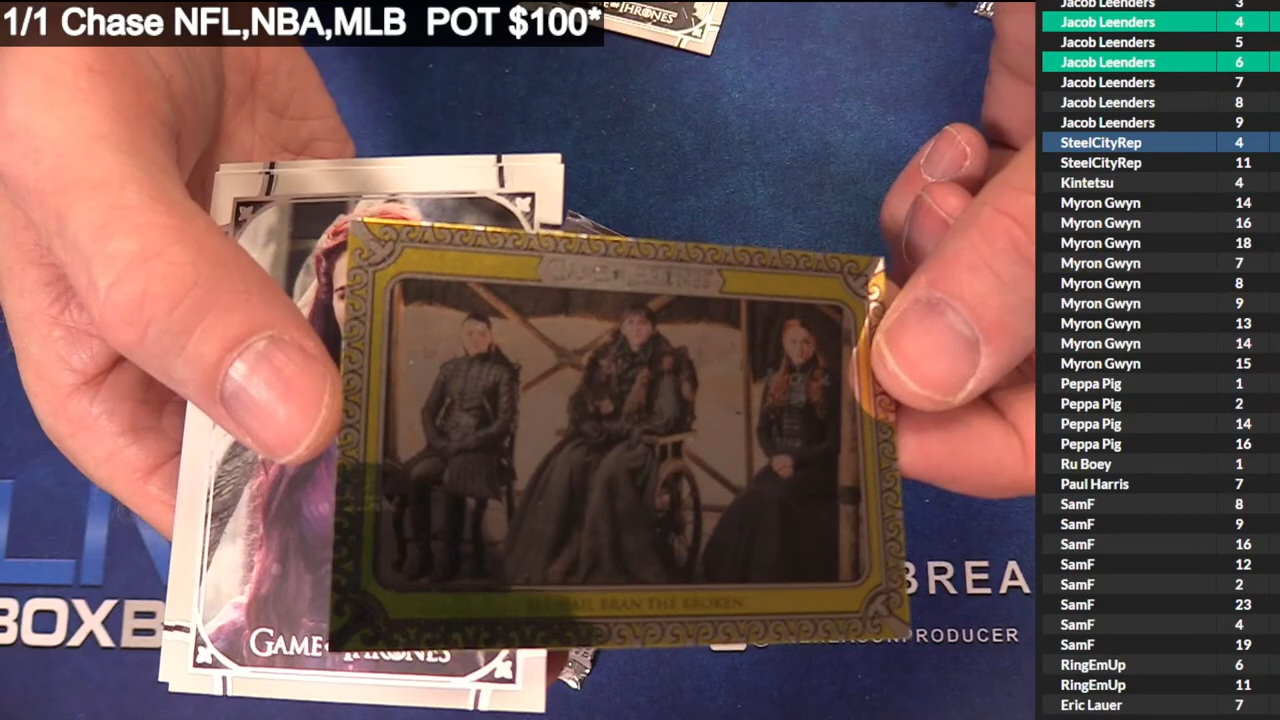 1/1 Chase NFL,NBA,MLB POT $100*
THRONES
GAME OF THRONES
ALL HAIL BRAN THE BROKEN
GAME OF THRONES
BOXB
BREA
PRODUCER
Jacob Leenders 3
Jacob Leenders 4
Jacob Leenders 5
Jacob Leenders 6
Jacob Leenders 7
Jacob Leenders 8
Jacob Leenders 9
SteelCityRep 4
SteelCityRep 11
Kintetsu 4
Myron Gwyn 14
Myron Gwyn 16
Myron Gwyn 18
Myron Gwyn 7
Myron Gwyn 8
Myron Gwyn 9
Myron Gwyn 13
Myron Gwyn 14
Myron Gwyn 15
Peppa Pig 1
Peppa Pig 2
Peppa Pig 14
Peppa Pig 16
Ru Boey 1
Paul Harris 7
SamF 8
SamF 9
SamF 16
SamF 12
SamF 2
SamF 23
SamF 4
SamF 19
RingEmUp 6
RingEmUp 11
Eric Lauer 7